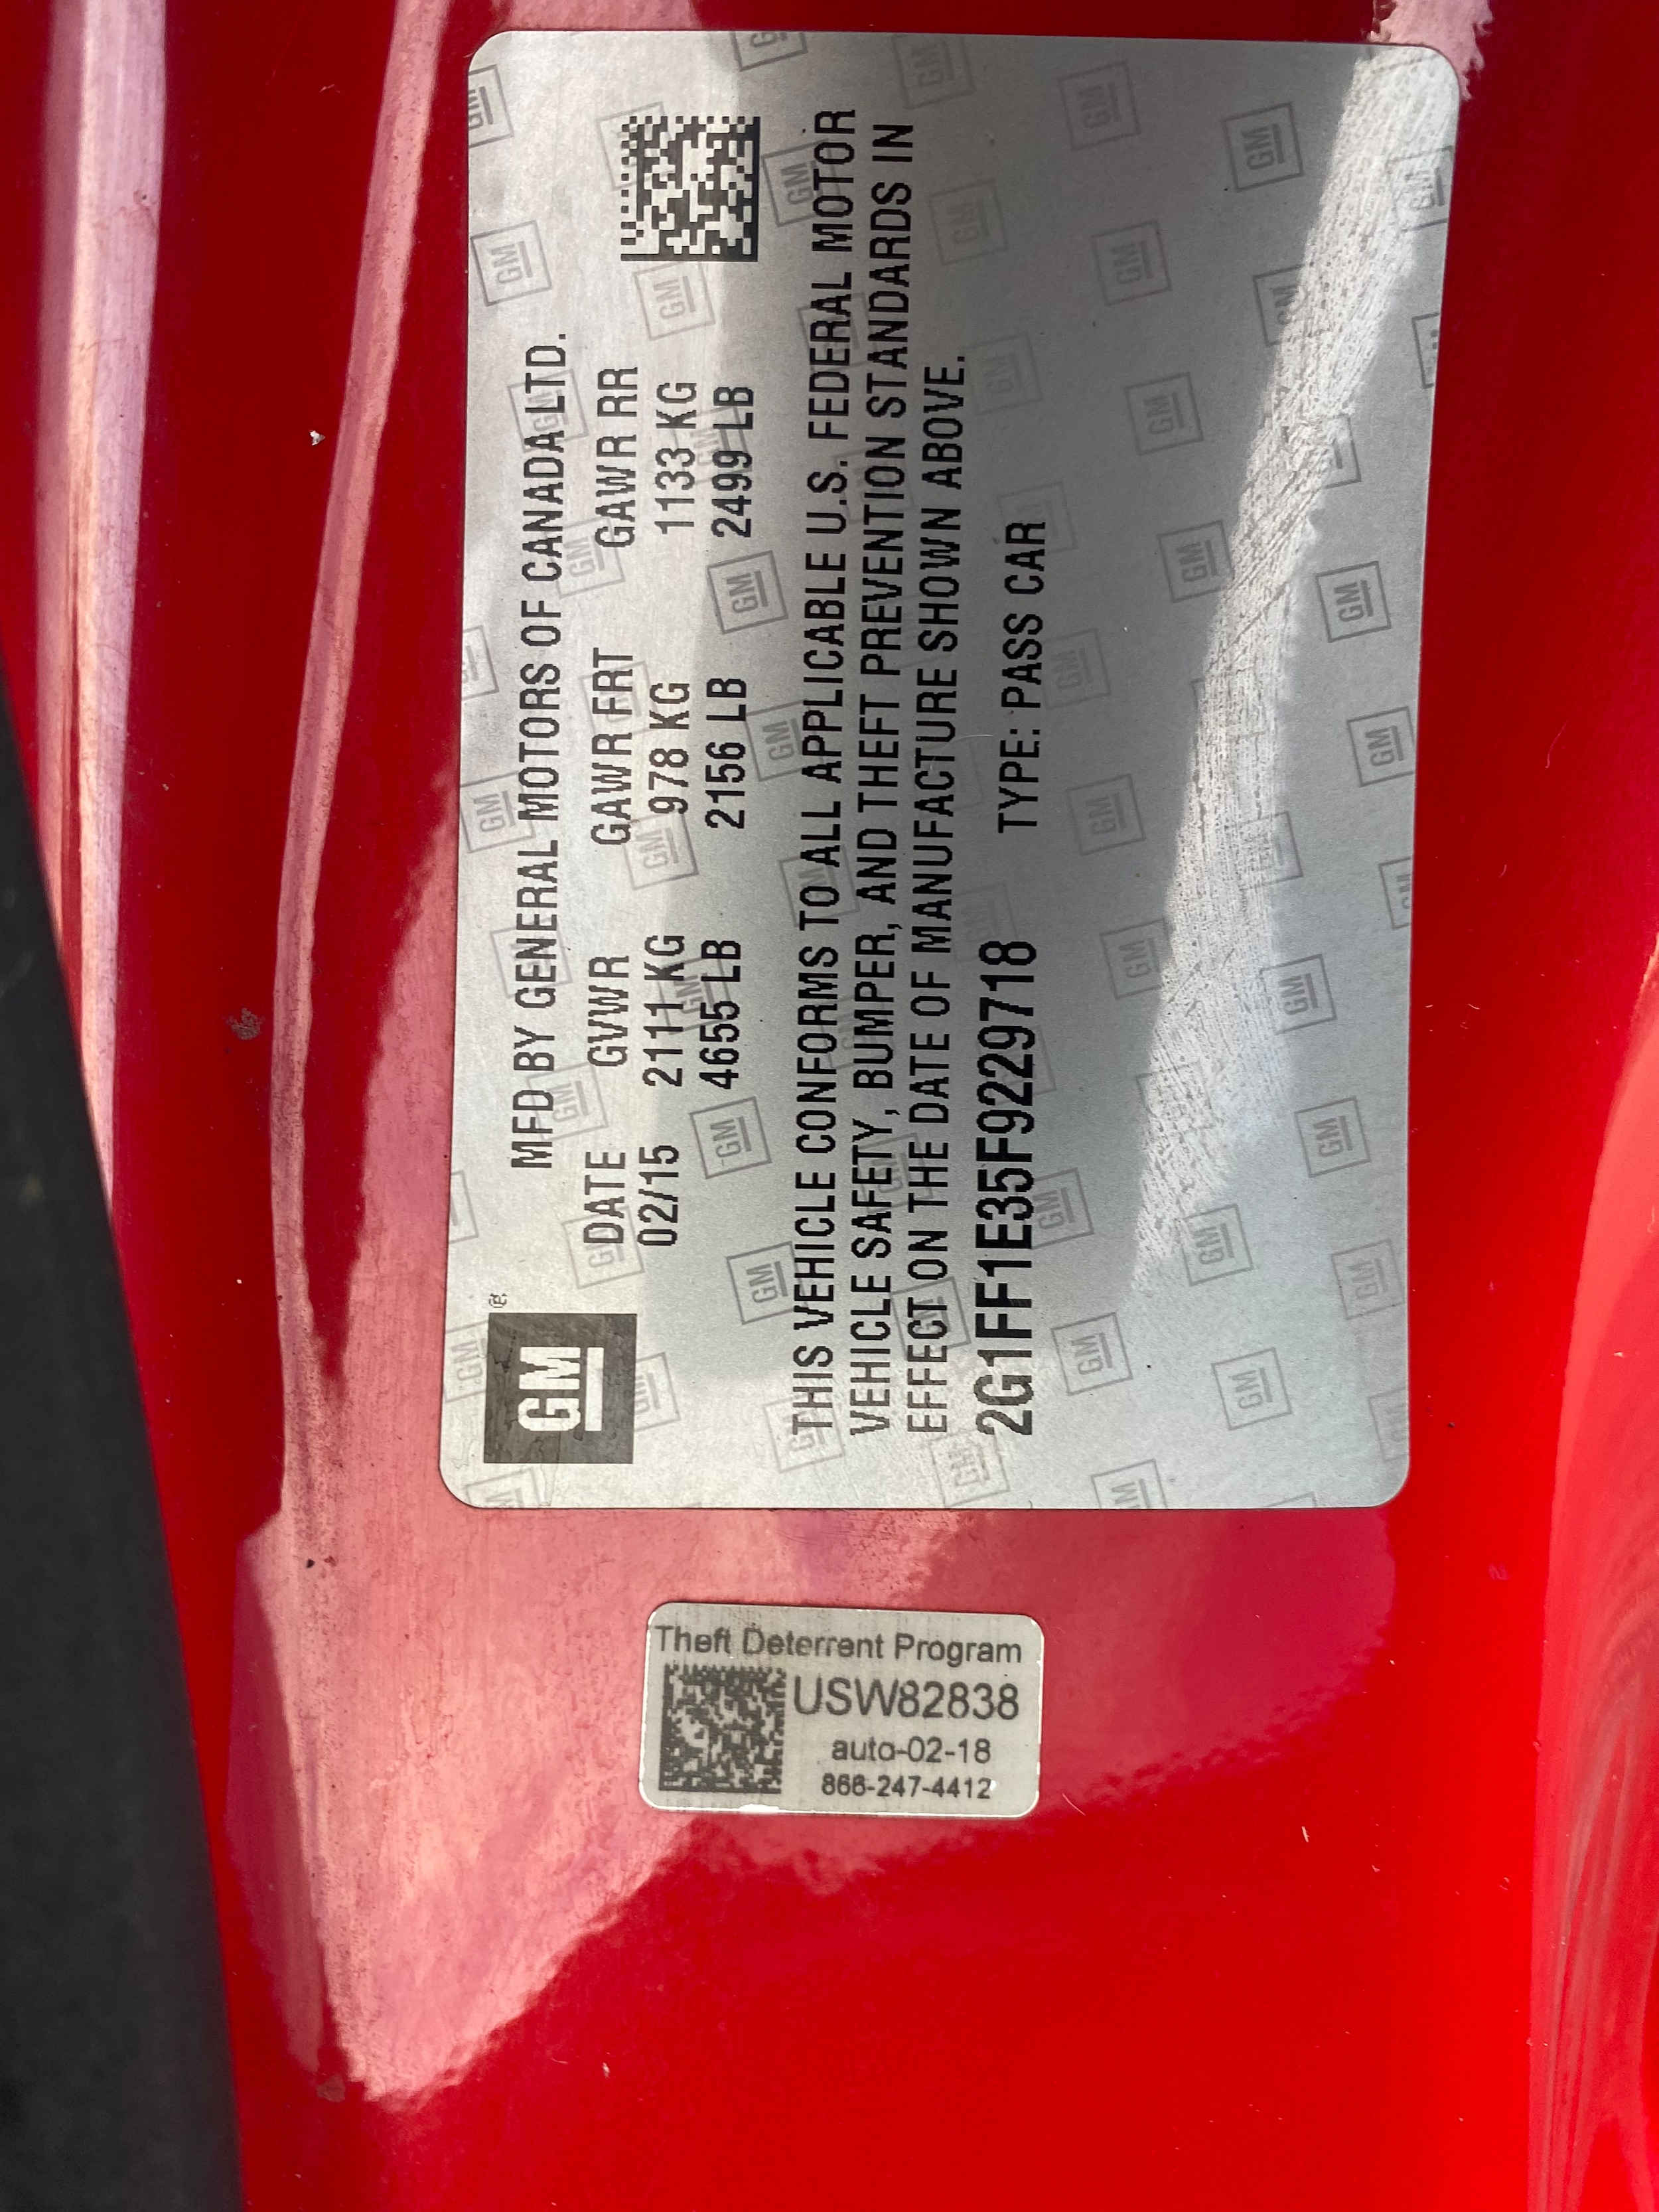 GM®
MFD BY GENERAL MOTORS OF CANADA LTD.
DATE GVWR GAWR FRT GAWR RR
02/15 2111 KG 978 KG 1133 KG
4655 LB 2156 LB 2499 LB
THIS VEHICLE CONFORMS TO ALL APPLICABLE U.S. FEDERAL MOTOR
VEHICLE SAFETY, BUMPER, AND THEFT PREVENTION STANDARDS IN
EFFECT ON THE DATE OF MANUFACTURE SHOWN ABOVE.
2G1FF1E35F9229718 TYPE: PASS CAR
Theft Deterrent Program
USW82838
auto-02-18
866-247-4412